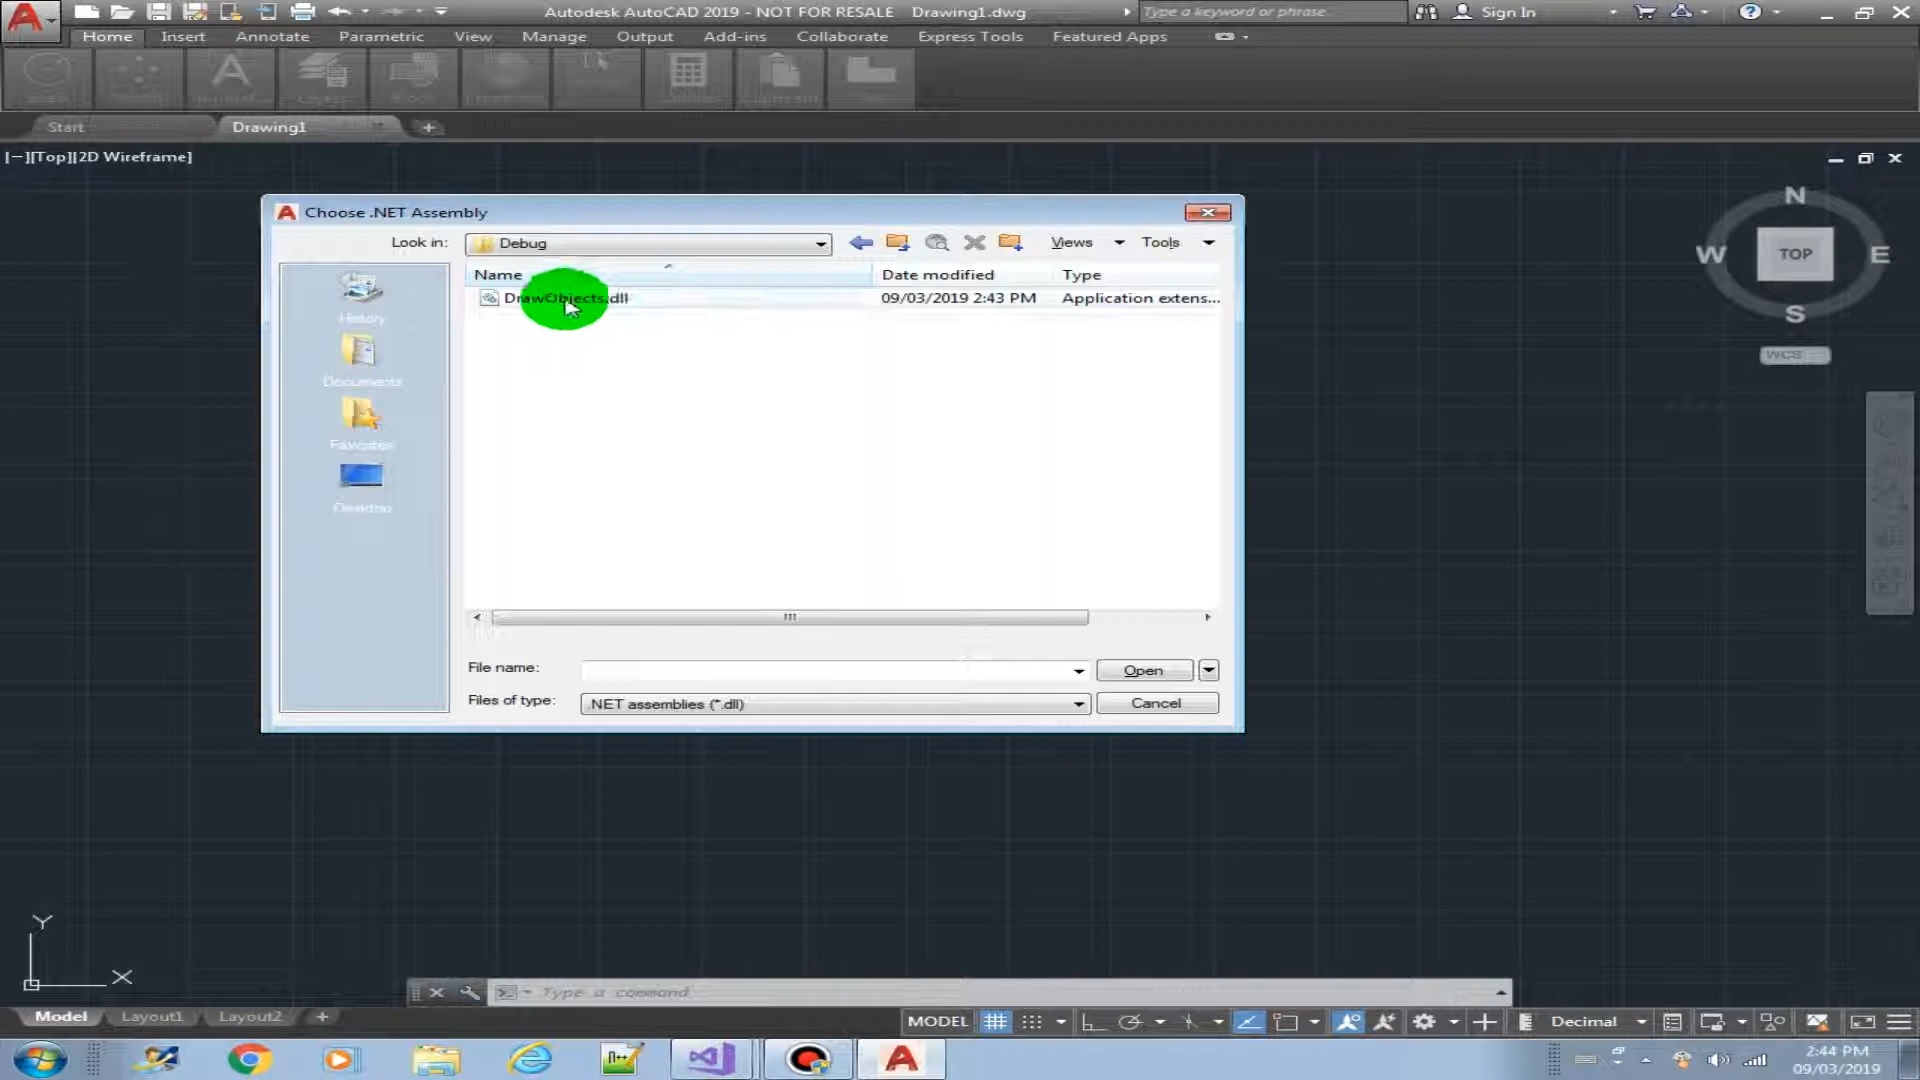 Autodesk AutoCAD 2019 - NOT FOR RESALE Drawing1.dwg
Type a keyword or phrase
Sign In
Home Insert Annotate Parametric View Manage Output Add-ins Collaborate Express Tools Featured Apps
Start
Drawing1
[−][Top][2D Wireframe]
Choose .NET Assembly
Look in: Debug Views Tools
Name Date modified Type
DrawObjects.dll 09/03/2019 2:43 PM Application extens...
History
Documents
Favorites
Desktop
File name: Open
Files of type: .NET assemblies (*.dll) Cancel
N
W TOP E
S
WCS
Y
X
Type a command
Model Layout1 Layout2 MODEL Decimal
2:44 PM
09/03/2019